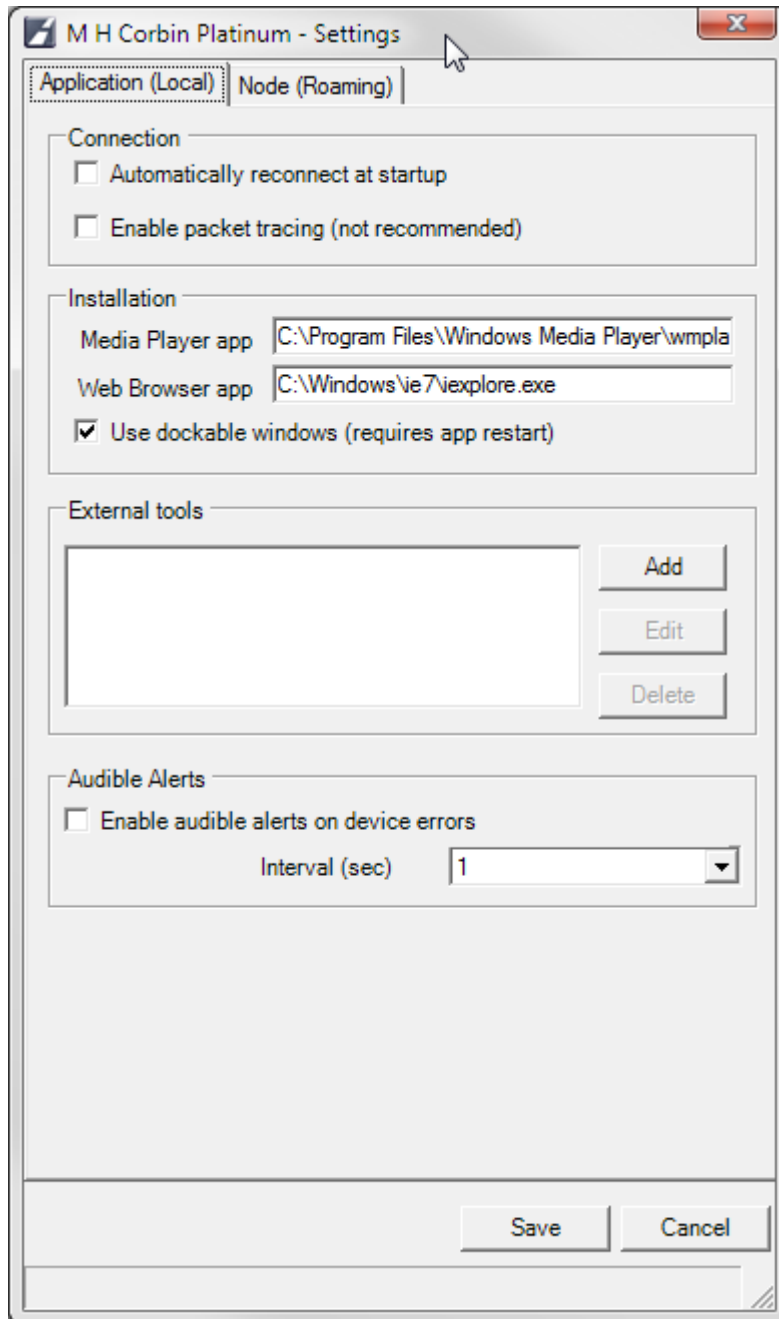 M H Corbin Platinum - Settings
Application (Local) Node (Roaming)
Connection
Automatically reconnect at startup
Enable packet tracing (not recommended)
Installation
Media Player app C:\Program Files\Windows Media Player\wmpla
Web Browser app C:\Windows\ie7\iexplore.exe
Use dockable windows (requires app restart)
External tools
Add
Edit
Delete
Audible Alerts
Enable audible alerts on device errors
Interval (sec) 1
Save Cancel